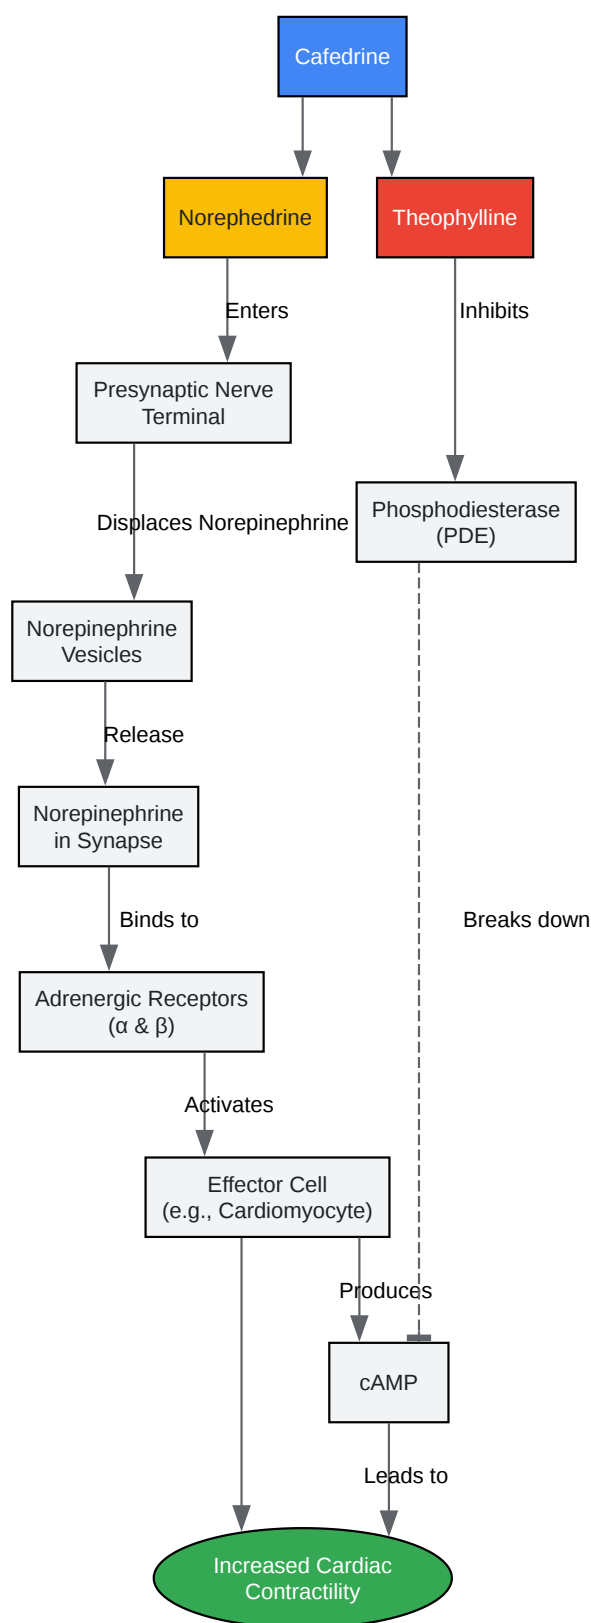 Cafedrine
Norephedrine
Theophylline
Enters
Inhibits
Presynaptic Nerve
Terminal
Displaces Norepinephrine
Phosphodiesterase
(PDE)
Norepinephrine
Vesicles
Release
Norepinephrine
in Synapse
Binds to
Breaks down
Adrenergic Receptors
(α & β)
Activates
Effector Cell
(e.g., Cardiomyocyte)
Produces
cAMP
Leads to
Increased Cardiac
Contractility